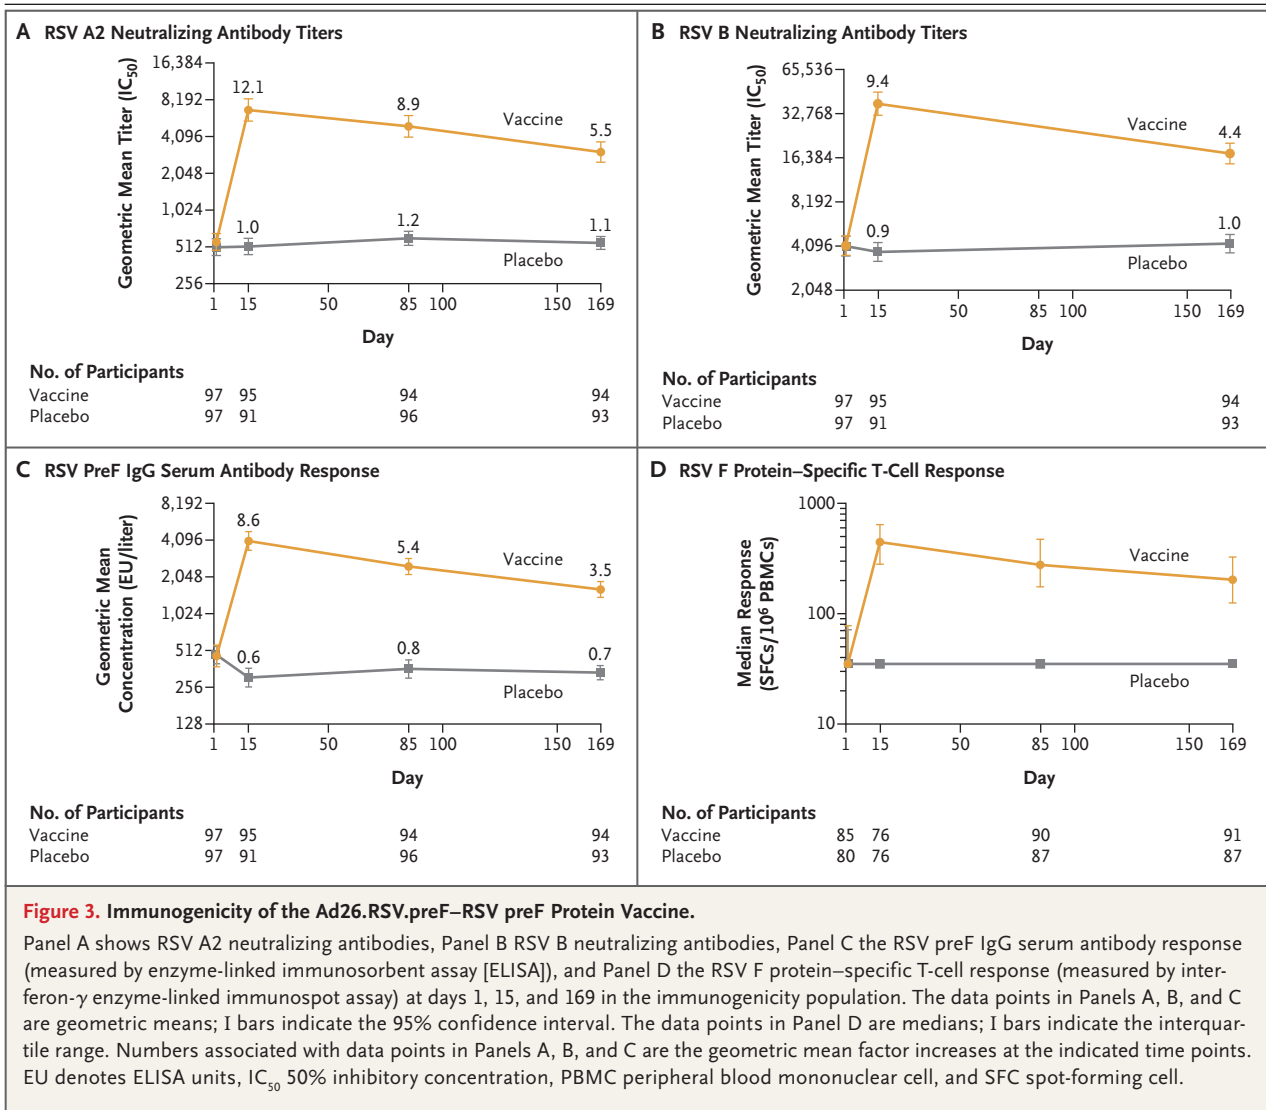 A RSV A2 Neutralizing Antibody Titers
Geometric Mean Titer (IC50)
16,384
8,192
4,096
2,048
1,024
512
256
12.1
8.9
5.5
Vaccine
1.0
1.2
1.1
Placebo
1 15 50 85 100 150 169
Day
No. of Participants
Vaccine 97 95 94 94
Placebo 97 91 96 93
B RSV B Neutralizing Antibody Titers
Geometric Mean Titer (IC50)
65,536
32,768
16,384
8,192
4,096
2,048
9.4
4.4
Vaccine
0.9
1.0
Placebo
1 15 50 85 100 150 169
Day
No. of Participants
Vaccine 97 95 94
Placebo 97 91 93
C RSV PreF IgG Serum Antibody Response
Geometric Mean
Concentration (EU/liter)
8,192
4,096
2,048
1,024
512
256
128
8.6
5.4
3.5
Vaccine
0.6
0.8
0.7
Placebo
1 15 50 85 100 150 169
Day
No. of Participants
Vaccine 97 95 94 94
Placebo 97 91 96 93
D RSV F Protein–Specific T-Cell Response
Median Response
(SFCs/10⁶ PBMCs)
1000
100
10
Vaccine
Placebo
1 15 50 85 100 150 169
Day
No. of Participants
Vaccine 85 76 90 91
Placebo 80 76 87 87
Figure 3. Immunogenicity of the Ad26.RSV.preF–RSV preF Protein Vaccine.
Panel A shows RSV A2 neutralizing antibodies, Panel B RSV B neutralizing antibodies, Panel C the RSV preF IgG serum antibody response
(measured by enzyme-linked immunosorbent assay [ELISA]), and Panel D the RSV F protein–specific T-cell response (measured by inter-
feron-γ enzyme-linked immunospot assay) at days 1, 15, and 169 in the immunogenicity population. The data points in Panels A, B, and C
are geometric means; I bars indicate the 95% confidence interval. The data points in Panel D are medians; I bars indicate the interquar-
tile range. Numbers associated with data points in Panels A, B, and C are the geometric mean factor increases at the indicated time points.
EU denotes ELISA units, IC50 50% inhibitory concentration, PBMC peripheral blood mononuclear cell, and SFC spot-forming cell.